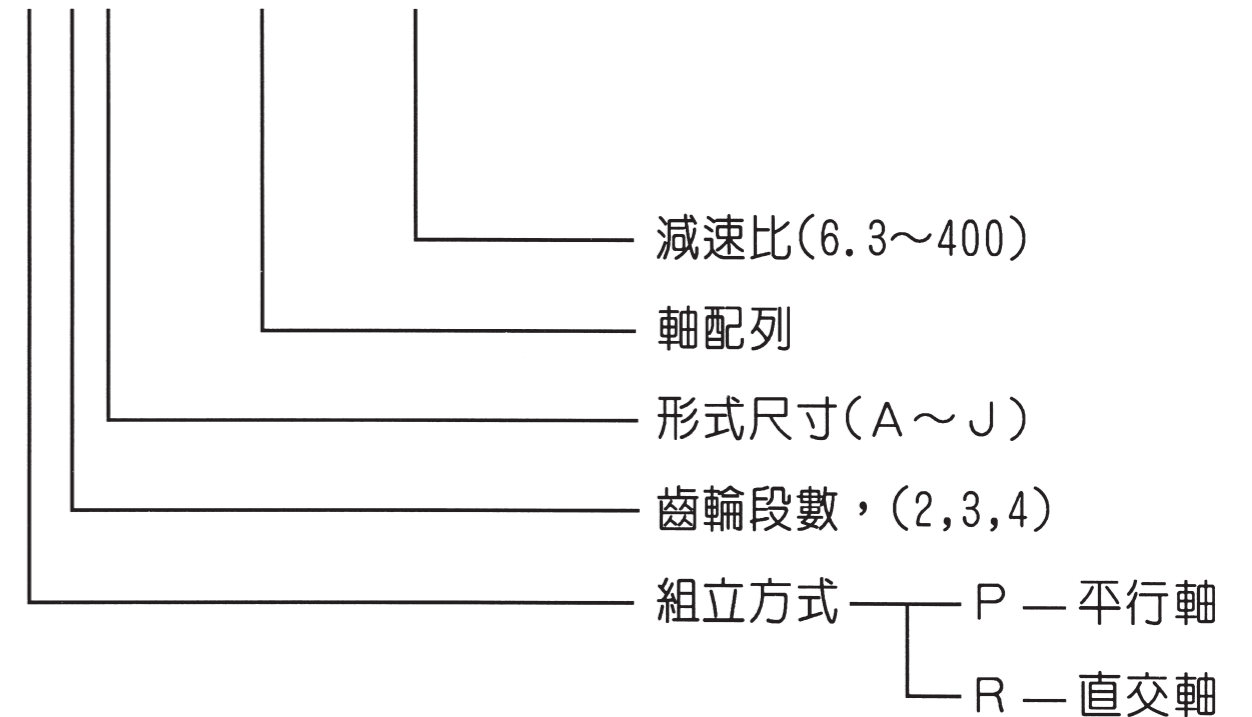 減速比(6.3～400)
軸配列
形式尺寸(A～J)
齒輪段數，(2,3,4)
組立方式 P — 平行軸
R — 直交軸